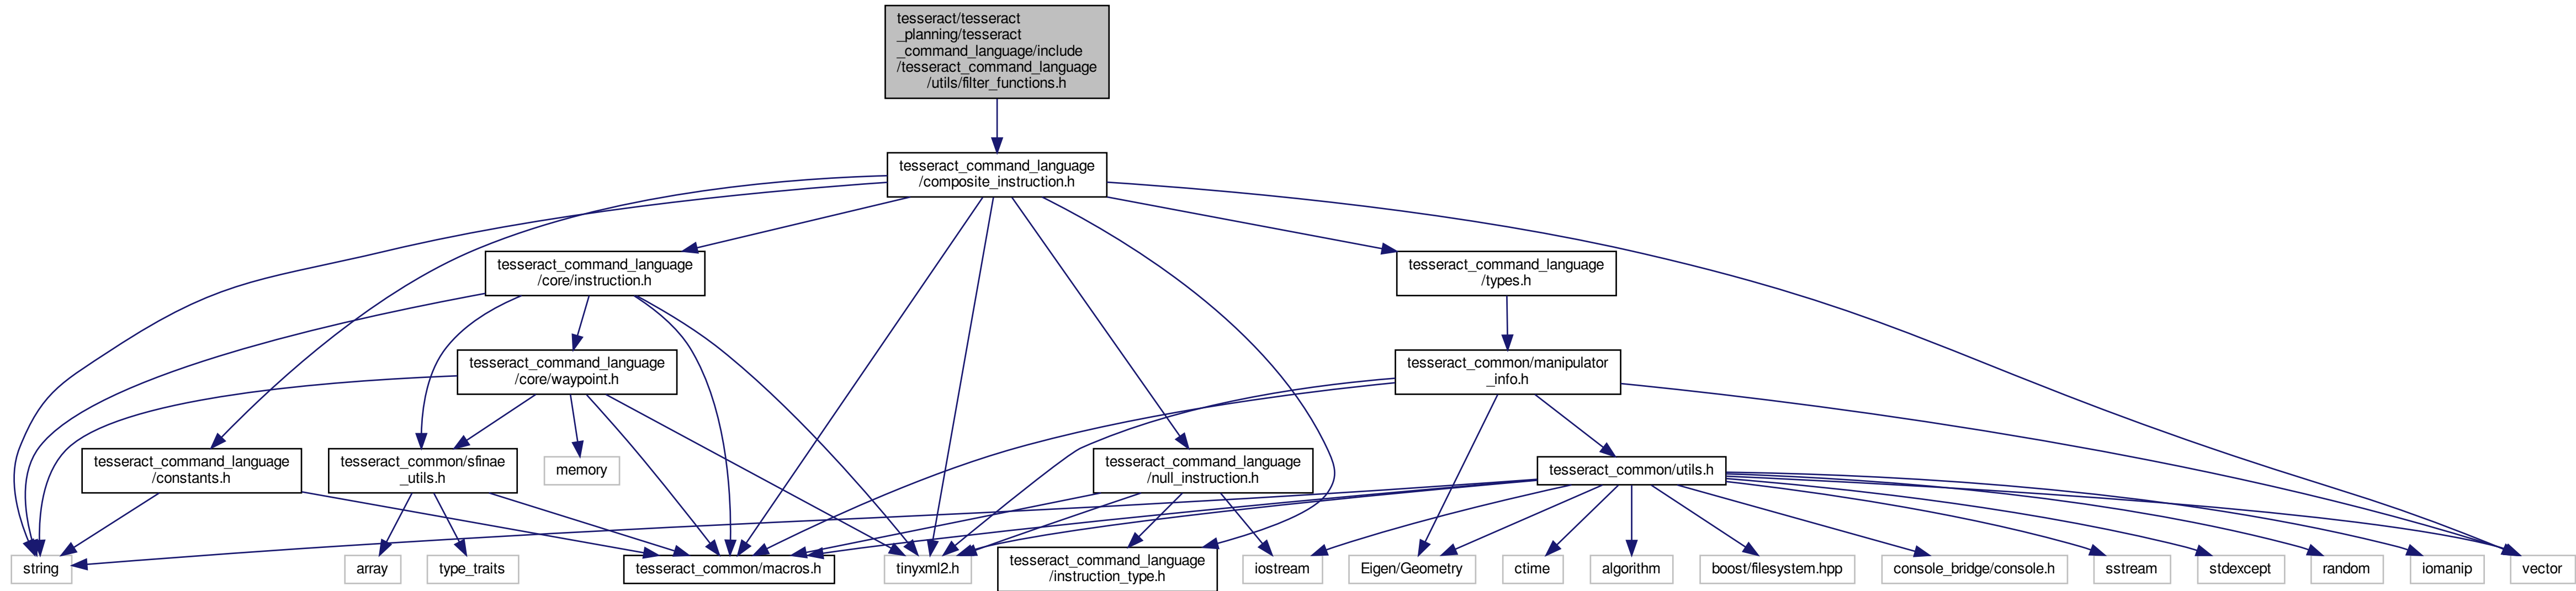 tesseract/tesseract
_planning/tesseract
_command_language/include
/tesseract_command_language
/utils/filter_functions.h
tesseract_command_language
/composite_instruction.h
tesseract_command_language
/core/instruction.h
tesseract_command_language
/types.h
tesseract_command_language
/core/waypoint.h
tesseract_common/manipulator
_info.h
tesseract_command_language
/constants.h
tesseract_common/sfinae
_utils.h
memory
tesseract_command_language
/null_instruction.h
tesseract_common/utils.h
string
array
type_traits
tesseract_common/macros.h
tinyxml2.h
tesseract_command_language
/instruction_type.h
iostream
Eigen/Geometry
ctime
algorithm
boost/filesystem.hpp
console_bridge/console.h
sstream
stdexcept
random
iomanip
vector